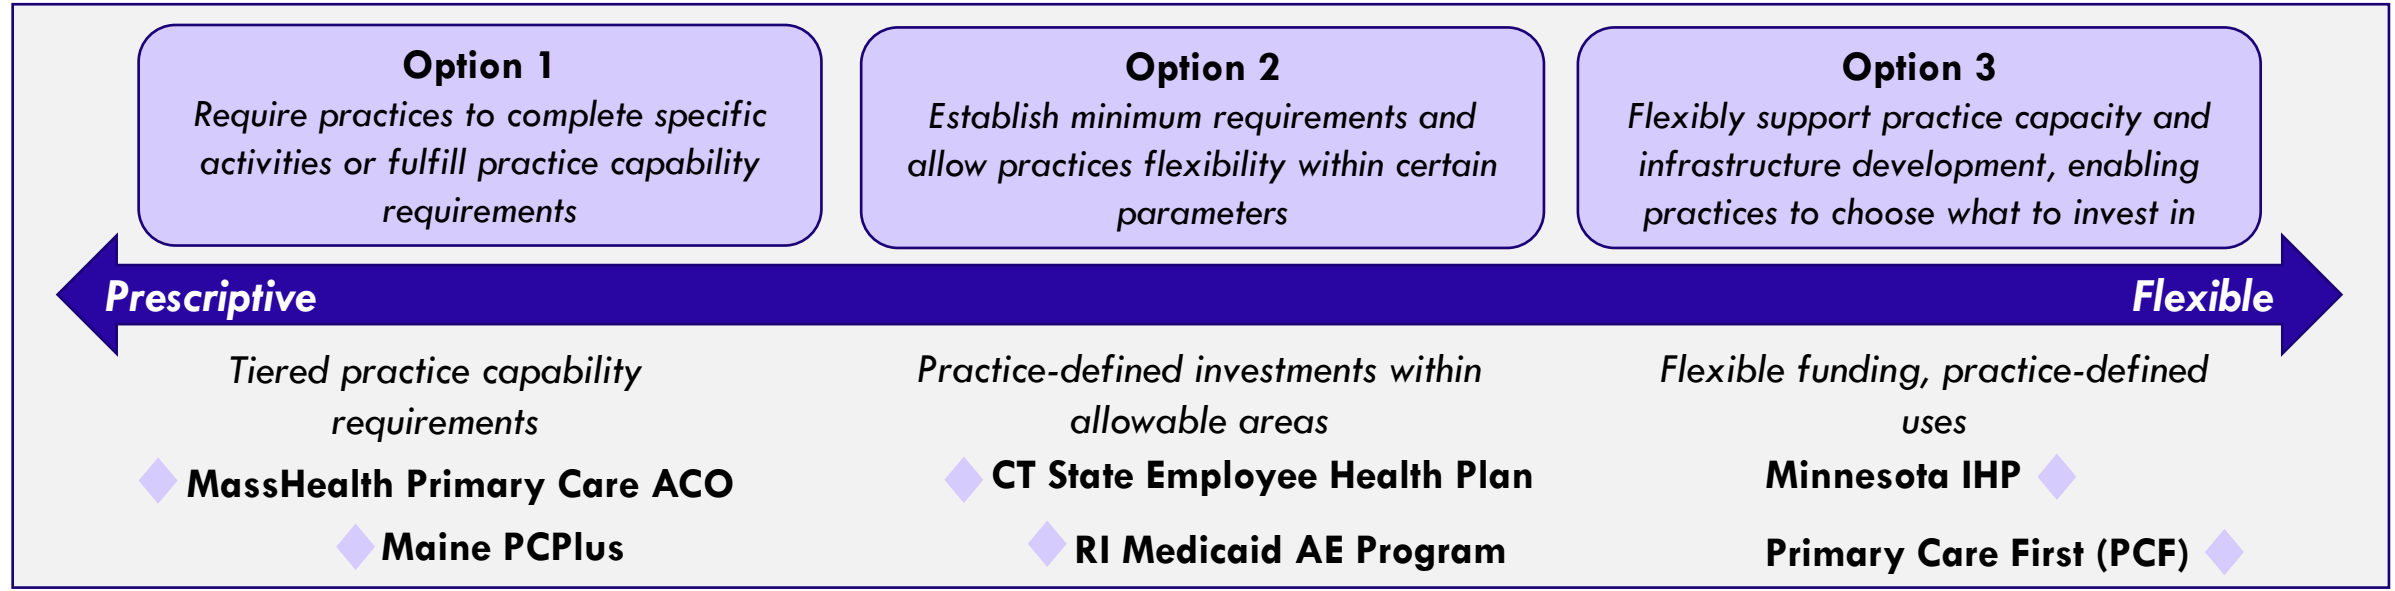 Option 1
Require practices to complete specific
activities or fulfill practice capability
requirements
Option 2
Establish minimum requirements and
allow practices flexibility within certain
parameters
Option 3
Flexibly support practice capacity and
infrastructure development, enabling
practices to choose what to invest in
Prescriptive
Flexible
Tiered practice capability
requirements
MassHealth Primary Care ACO
Maine PCPlus
Practice-defined investments within
allowable areas
CT State Employee Health Plan
RI Medicaid AE Program
Flexible funding, practice-defined
uses
Minnesota IHP
Primary Care First (PCF)